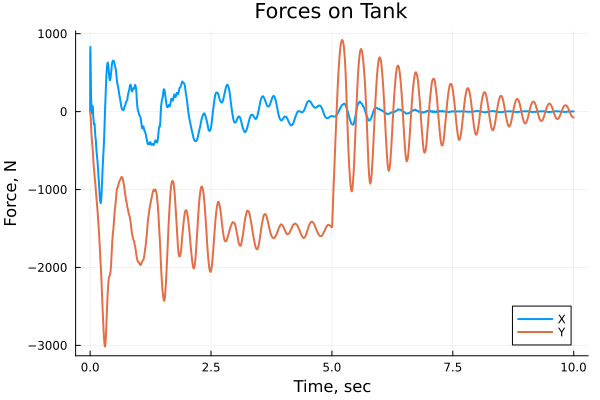 Forces on Tank
Force, N
1000
0
−1000
−2000
−3000
X
Y
0.0 2.5 5.0 7.5 10.0
Time, sec